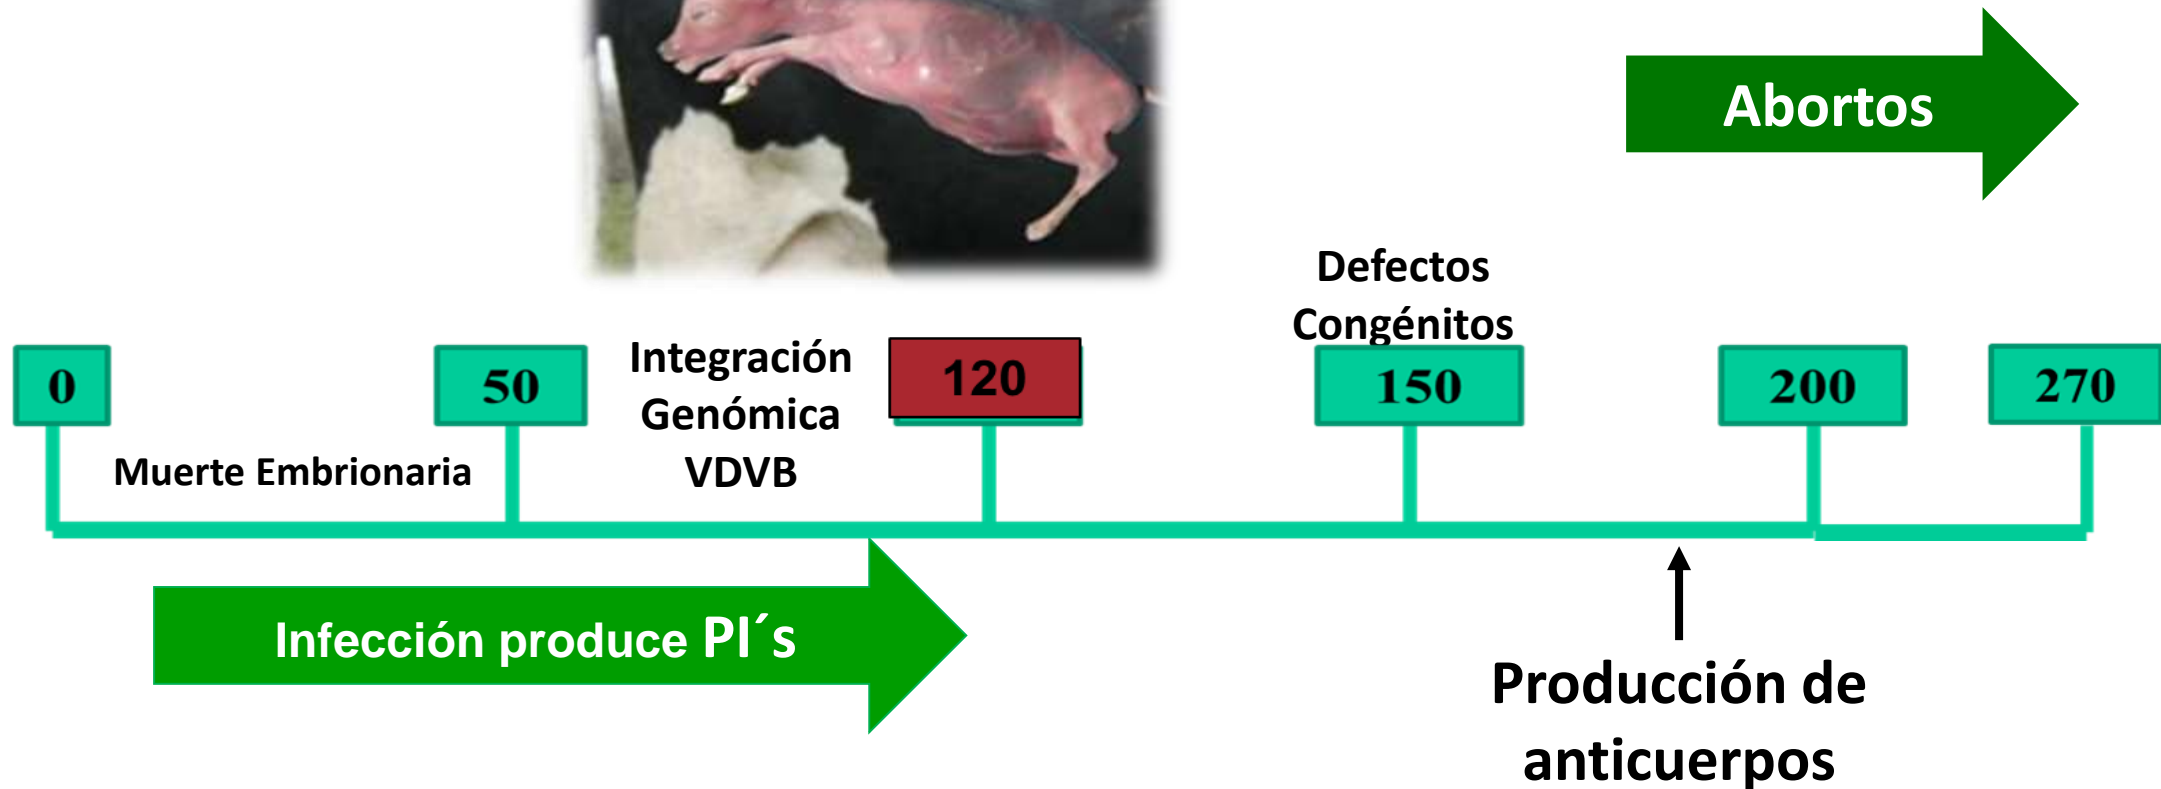 Abortos
Defectos
Congénitos
0
50
Integración
Genómica
VDVB
120
150
200
270
Muerte Embrionaria
Infección produce PI´s
Producción de
anticuerpos